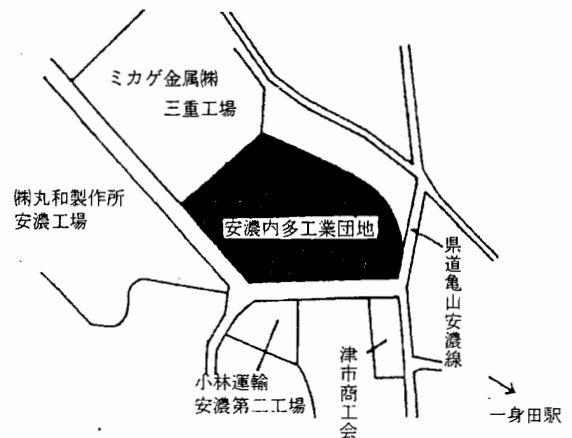 ミカゲ金属㈱
三重工場
㈱丸和製作所
安濃工場
安濃内多工業団地
県道亀山安濃線
小林運輸
安濃第二工場
津市商工会
一身田駅